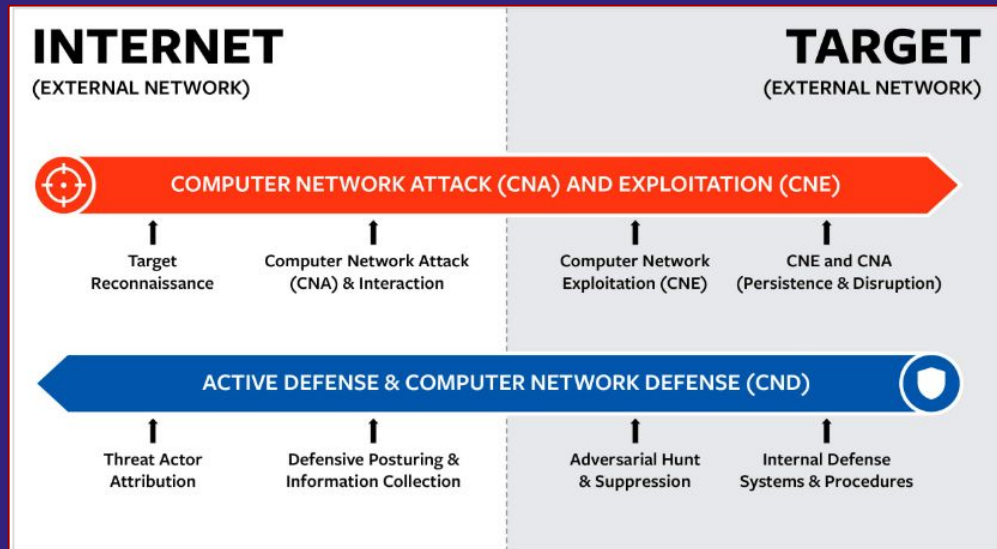 INTERNET
(EXTERNAL NETWORK)
TARGET
(EXTERNAL NETWORK)
COMPUTER NETWORK ATTACK (CNA) AND EXPLOITATION (CNE)
Target
Reconnaissance
Computer Network Attack
(CNA) & Interaction
Computer Network
Exploitation (CNE)
CNE and CNA
(Persistence & Disruption)
ACTIVE DEFENSE & COMPUTER NETWORK DEFENSE (CND)
Threat Actor
Attribution
Defensive Posturing &
Information Collection
Adversarial Hunt
& Suppression
Internal Defense
Systems & Procedures